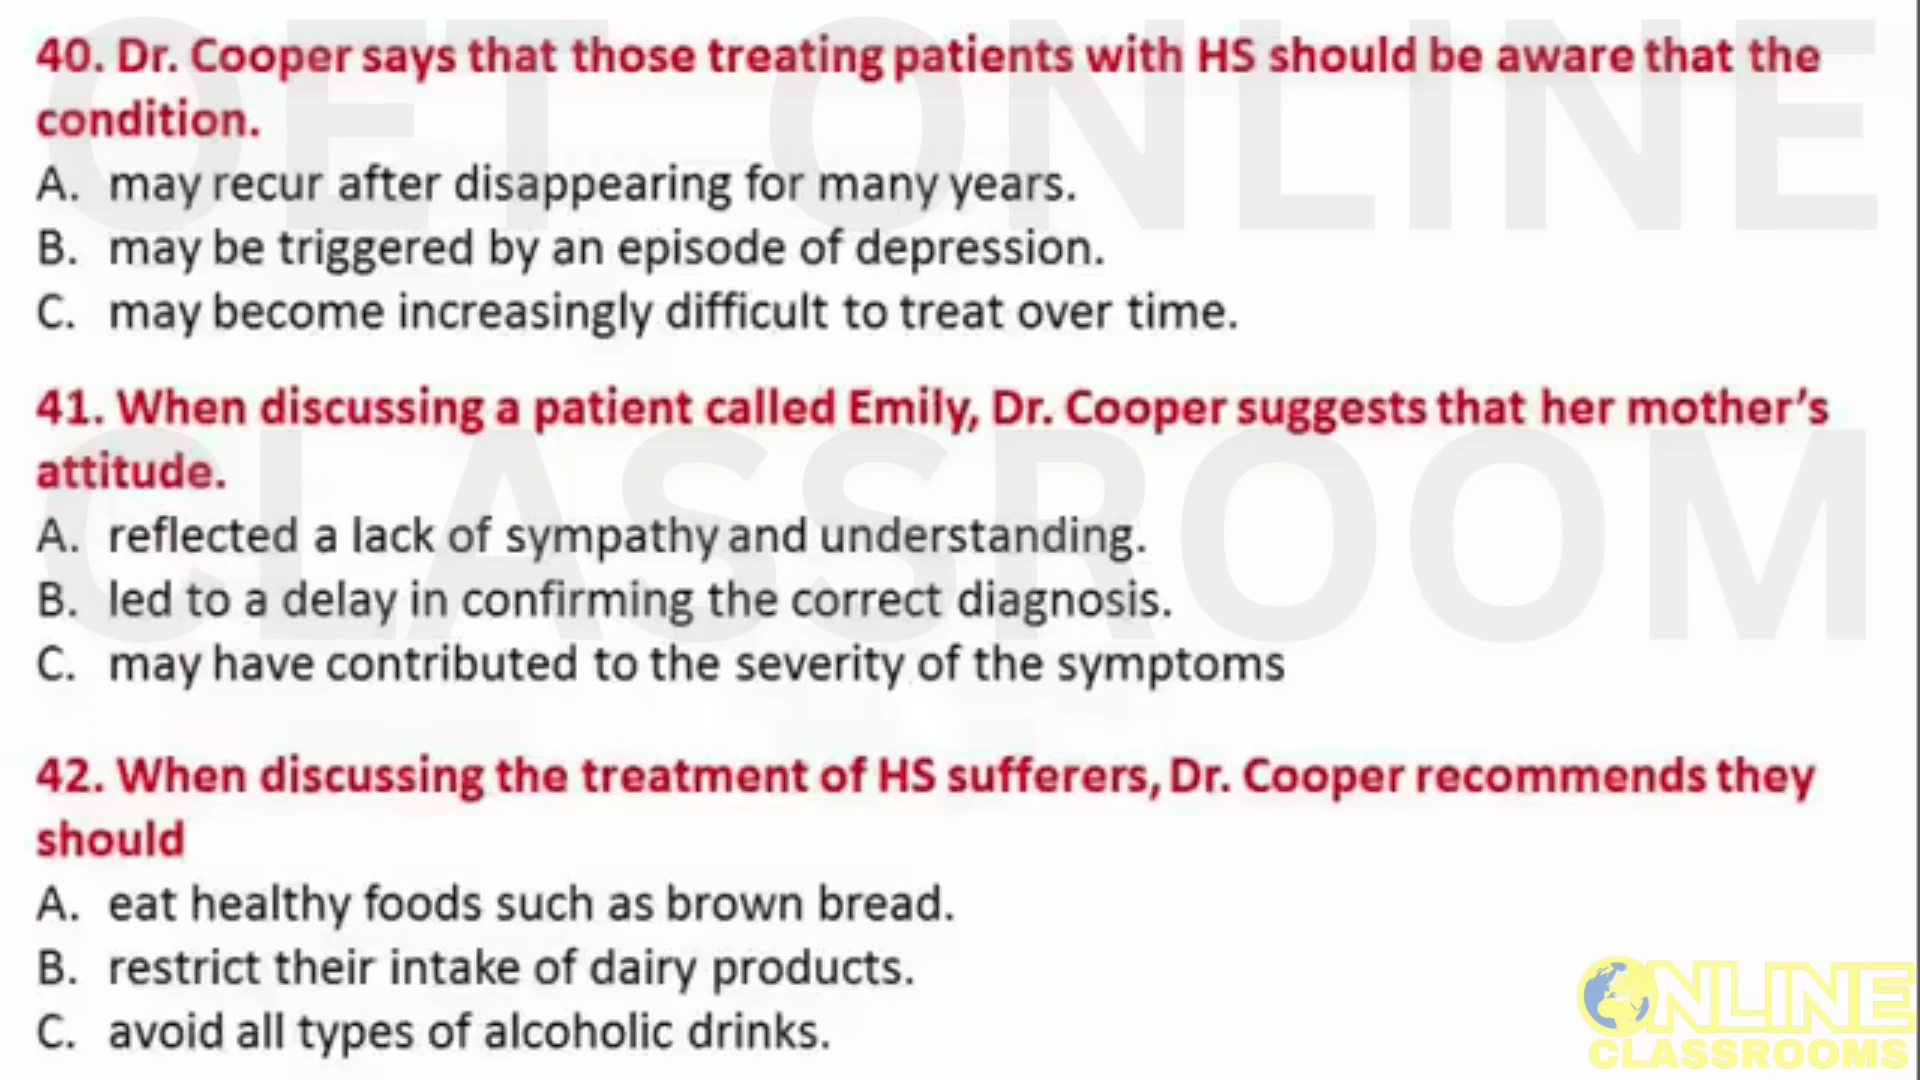 OET ONLINE
CLASSROOM
40. Dr. Cooper says that those treating patients with HS should be aware that the
condition.
A. may recur after disappearing for many years.
B. may be triggered by an episode of depression.
C. may become increasingly difficult to treat over time.
41. When discussing a patient called Emily, Dr. Cooper suggests that her mother's
attitude.
A. reflected a lack of sympathy and understanding.
B. led to a delay in confirming the correct diagnosis.
C. may have contributed to the severity of the symptoms
42. When discussing the treatment of HS sufferers, Dr. Cooper recommends they
should
A. eat healthy foods such as brown bread.
B. restrict their intake of dairy products.
C. avoid all types of alcoholic drinks.
ONLINE
CLASSROOMS